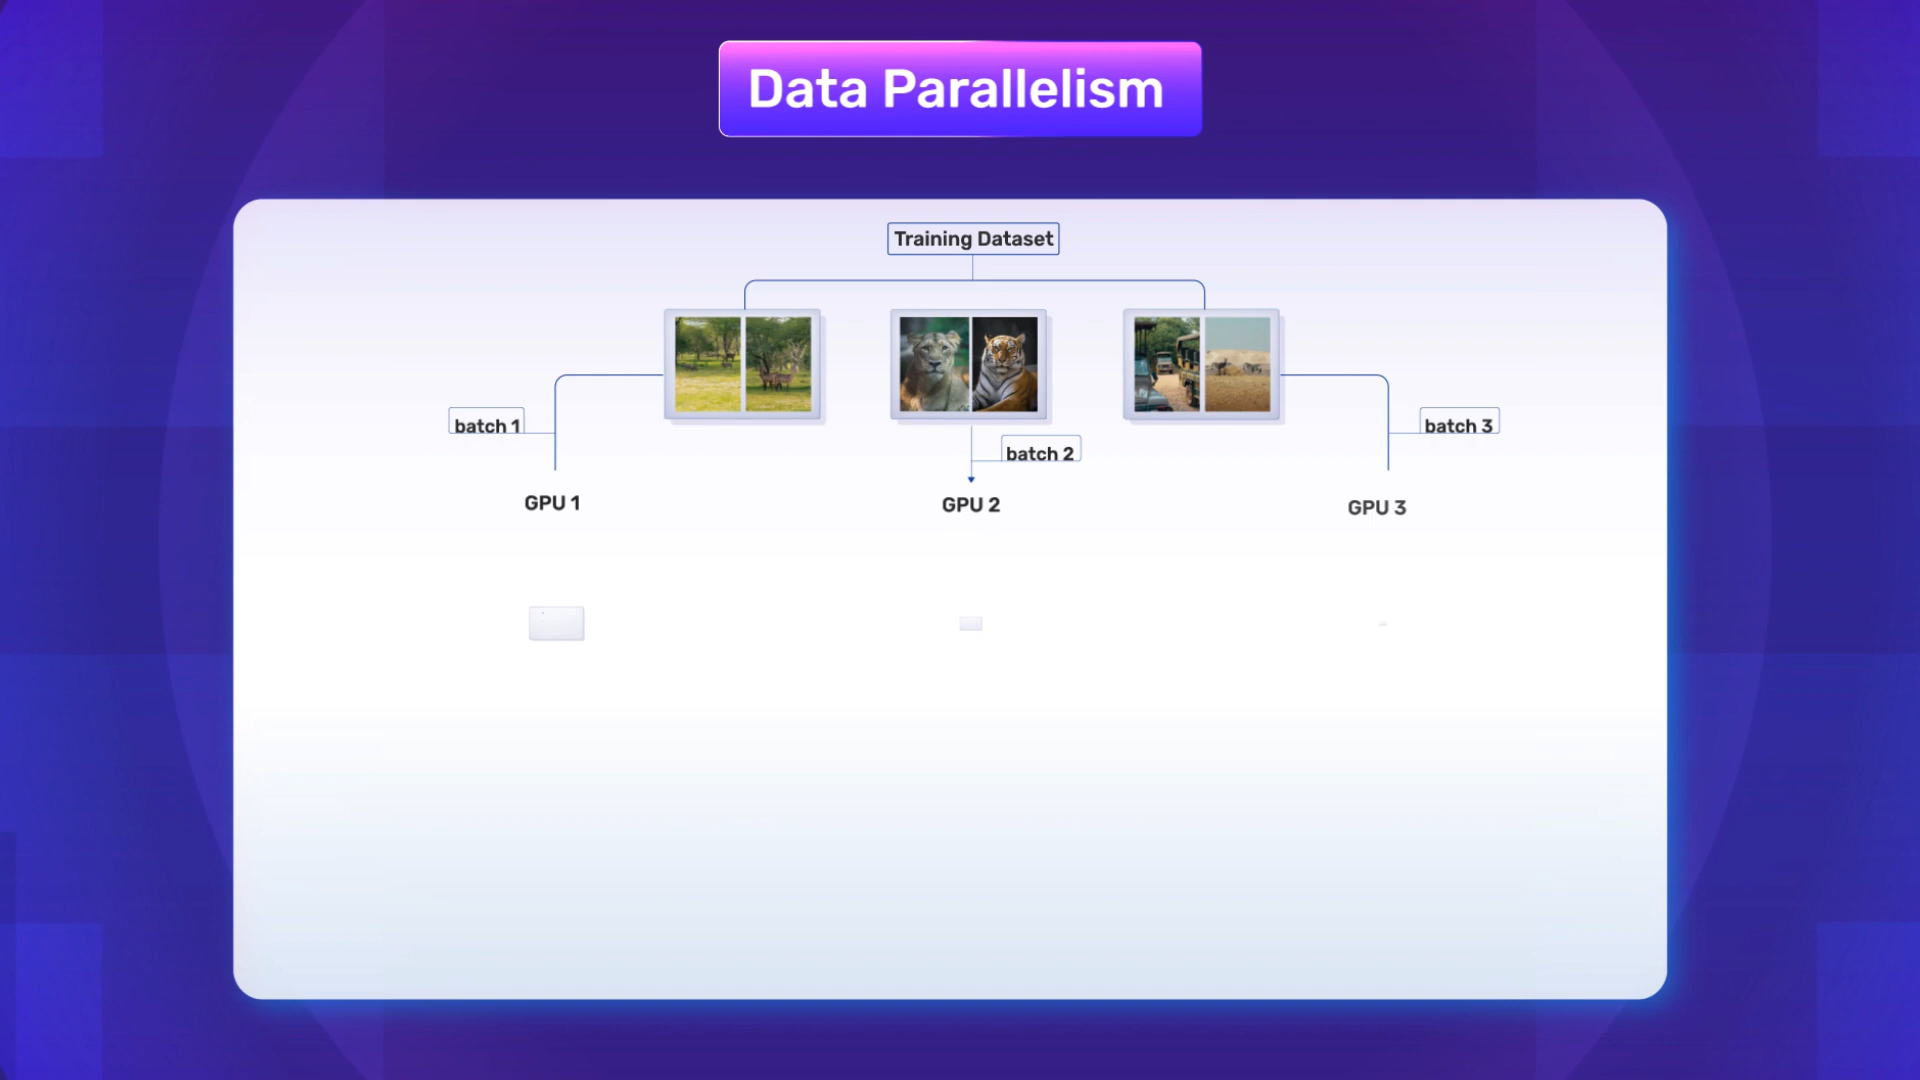 Data Parallelism
Training Dataset
batch 1
batch 3
batch 2
GPU 1
GPU 2
GPU 3